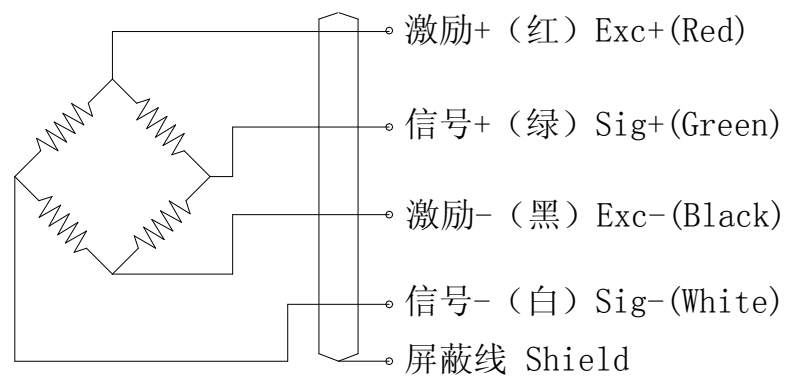 激励+（红）Exc+(Red)
信号+（绿）Sig+(Green)
激励-（黑）Exc-(Black)
信号-（白）Sig-(White)
屏蔽线 Shield